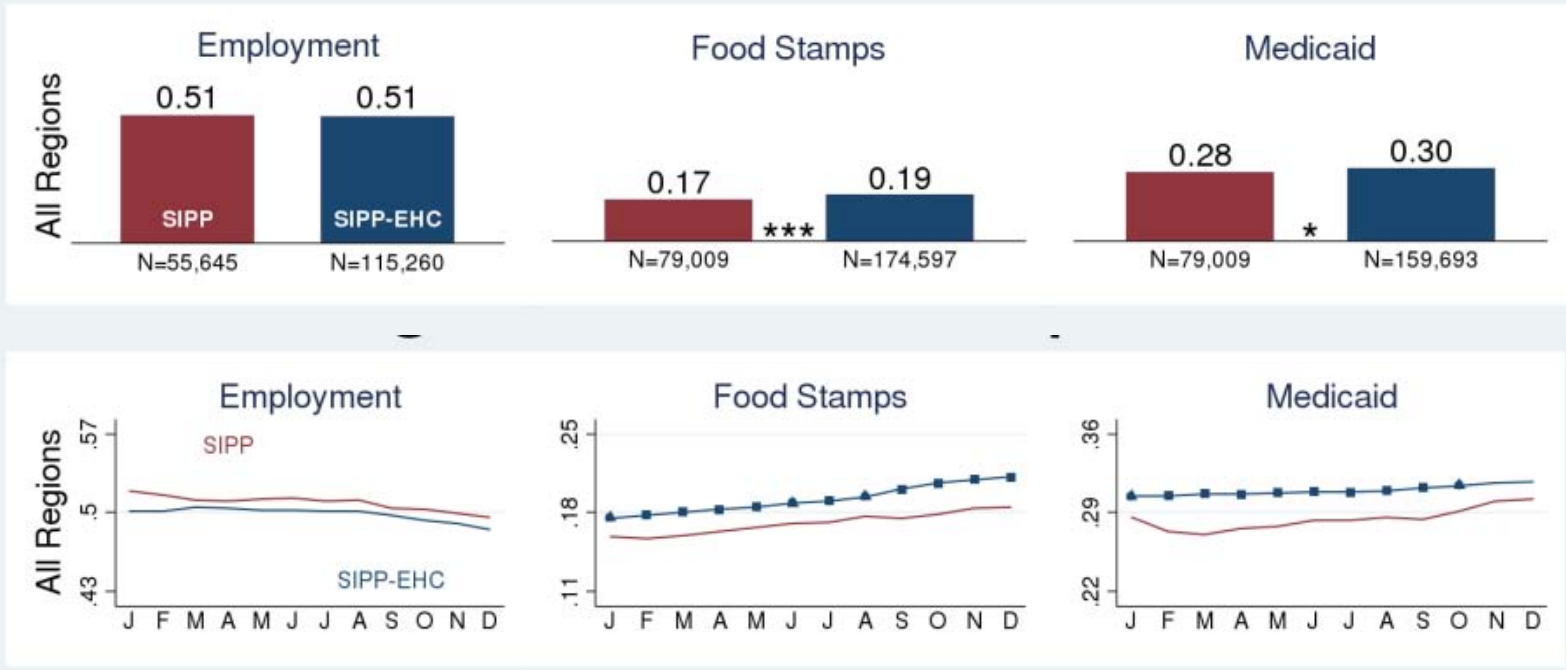 Employment
Food Stamps
Medicaid
All Regions
0.51
0.51
0.17
0.19
0.28
0.30
SIPP
SIPP-EHC
***
*
N=55,645
N=115,260
N=79,009
N=174,597
N=79,009
N=159,693
Employment
Food Stamps
Medicaid
All Regions
.57
.5
.43
SIPP
SIPP-EHC
J F M A M J J A S O N D
.25
.18
.11
J F M A M J J A S O N D
.36
.29
.22
J F M A M J J A S O N D